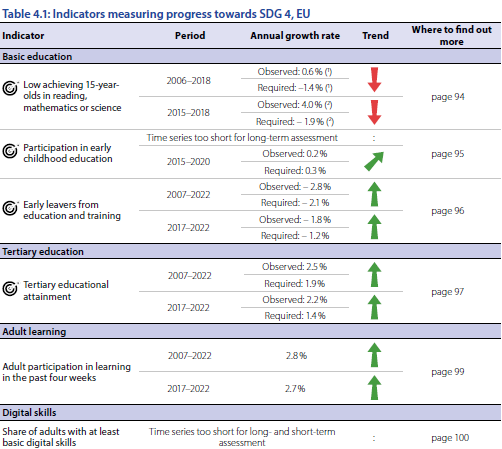 Table 4.1: Indicators measuring progress towards SDG 4, EU
Indicator Period Annual growth rate Trend Where to find out more
Basic education
Low achieving 15-year-
olds in reading,
mathematics or science
2006–2018
Observed: 0.6 % (¹)
Required: –1.4 % (¹)
2015–2018
Observed: 4.0 % (²)
Required: – 1.9 % (²)
page 94
Participation in early
childhood education
Time series too short for long-term assessment :
2015–2020
Observed: 0.2 %
Required: 0.3 %
page 95
Early leavers from
education and training
2007–2022
Observed: – 2.8 %
Required: – 2.1 %
2017–2022
Observed: – 1.8 %
Required: – 1.2 %
page 96
Tertiary education
Tertiary educational
attainment
2007–2022
Observed: 2.5 %
Required: 1.9 %
2017–2022
Observed: 2.2 %
Required: 1.4 %
page 97
Adult learning
Adult participation in learning
in the past four weeks
2007–2022 2.8 %
2017–2022 2.7 %
page 99
Digital skills
Share of adults with at least
basic digital skills
Time series too short for long- and short-term
assessment
:
page 100